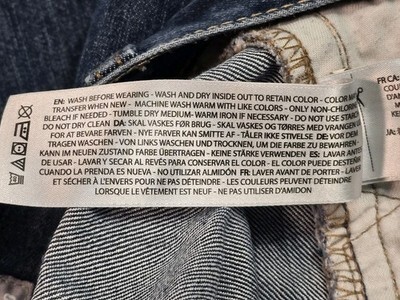 EN: WASH BEFORE WEARING - WASH AND DRY INSIDE OUT TO RETAIN COLOR - COLOR MAY
TRANSFER WHEN NEW - MACHINE WASH WARM WITH LIKE COLORS - ONLY NON-CHLORIN
BLEACH IF NEEDED - TUMBLE DRY MEDIUM- WARM IRON IF NECESSARY - DO NOT USE STARCH
DO NOT DRY CLEAN DA: SKAL VASKES FØR BRUG - SKAL VASKES OG TØRRES MED VRANGEN
FOR AT BEVARE FARVEN - NYE FARVER KAN SMITTE AF - TÅLER IKKE STIVELSE DE: VOR DEM
TRAGEN WASCHEN - VON LINKS WASCHEN UND TROCKNEN, UM DIE FARBE ZU BEWAHREN -
KANN IM NEUEN ZUSTAND FARBE ÜBERTRAGEN - KEINE STÄRKE VERWENDEN ES: LAVAR ANTES
DE USAR - LAVAR Y SECAR AL REVÉS PARA CONSERVAR EL COLOR - EL COLOR PUEDE DESTEÑIR
CUANDO LA PRENDA ES NUEVA - NO UTILIZAR ALMIDÓN FR: LAVER AVANT DE PORTER - LAVER
ET SÉCHER À L'ENVERS POUR NE PAS DÉTEINDRE - LES COULEURS PEUVENT DÉTEINDRE
LORSQUE LE VÊTEMENT EST NEUF - NE PAS UTILISER D'AMIDON
FR CA: